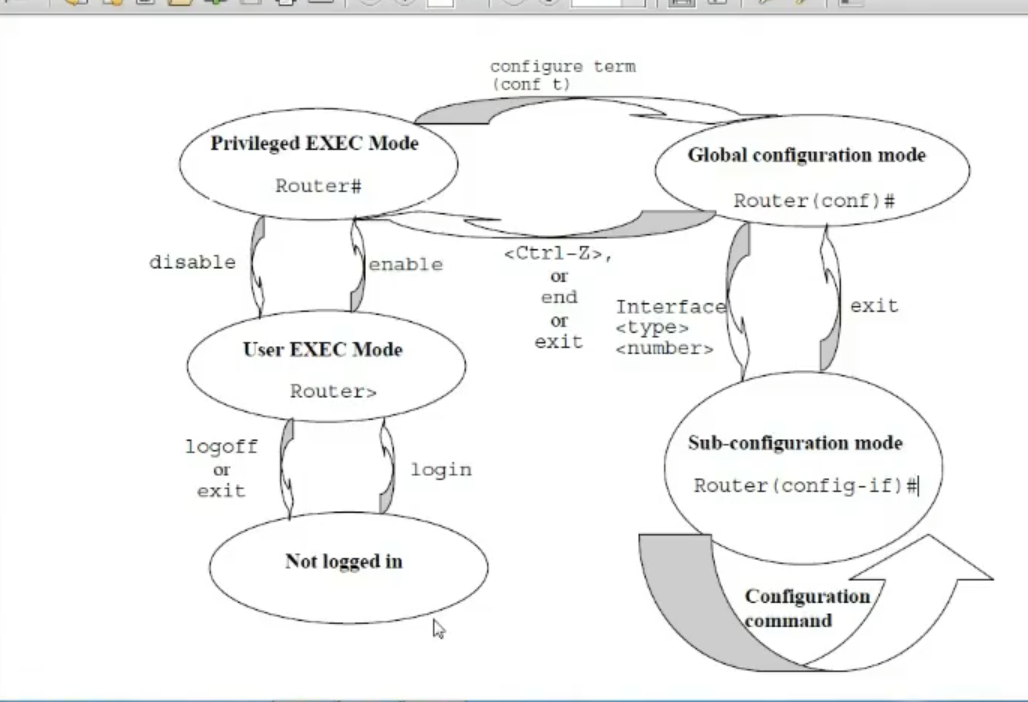 configure term
(conf t)
Privileged EXEC Mode
Router#
Global configuration mode
Router(conf)#
disable
enable
<Ctrl-Z>,
or
end
or
exit
Interface
<type>
<number>
exit
User EXEC Mode
Router>
logoff
or
exit
login
Sub-configuration mode
Router(config-if)#
Not logged in
Configuration
command